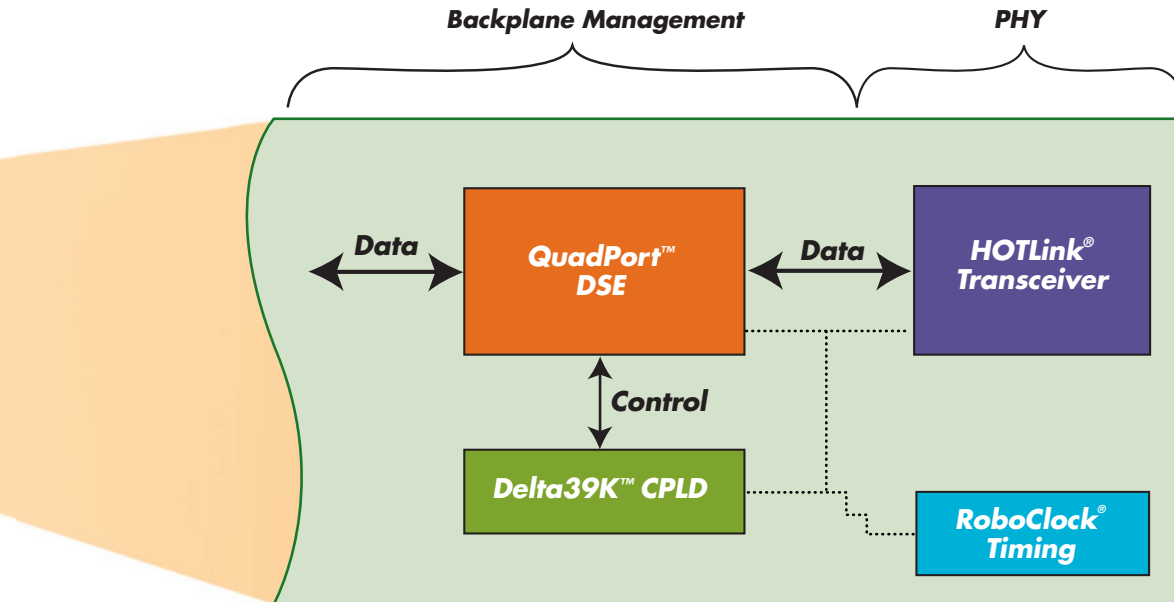 Backplane Management
PHY
Data
QuadPort™
DSE
Data
HOTLink®
Transceiver
Control
Delta39K™ CPLD
RoboClock®
Timing